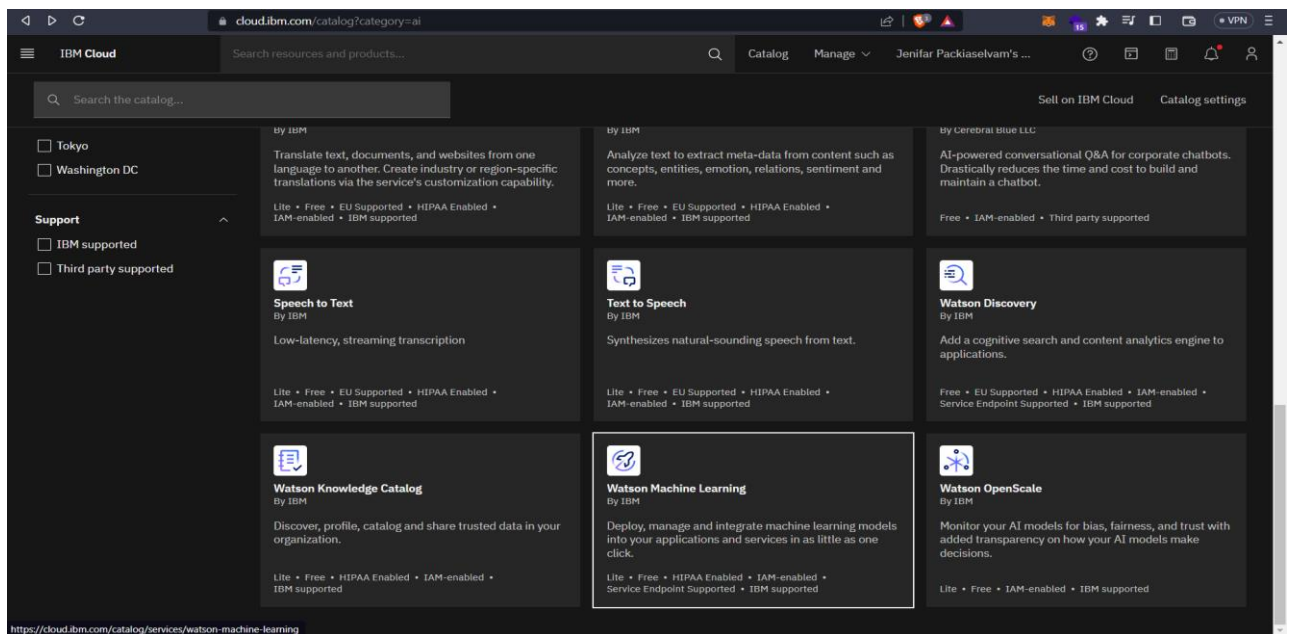 cloud.ibm.com/catalog?category=ai
15
VPN
IBM Cloud
Search resources and products...
Catalog
Manage
Jenifar Packiaselvam's ...
Search the catalog...
Sell on IBM Cloud
Catalog settings
Tokyo
Washington DC
Support
IBM supported
Third party supported
By IBM
Translate text, documents, and websites from one
language to another. Create industry or region-specific
translations via the service's customization capability.
Lite • Free • EU Supported • HIPAA Enabled •
IAM-enabled • IBM supported
By IBM
Analyze text to extract meta-data from content such as
concepts, entities, emotion, relations, sentiment and
more.
Lite • Free • EU Supported • HIPAA Enabled •
IAM-enabled • IBM supported
By Cerebral Blue LLC
AI-powered conversational Q&A for corporate chatbots.
Drastically reduces the time and cost to build and
maintain a chatbot.
Free • IAM-enabled • Third party supported
Speech to Text
By IBM
Low-latency, streaming transcription
Lite • Free • EU Supported • HIPAA Enabled •
IAM-enabled • IBM supported
Text to Speech
By IBM
Synthesizes natural-sounding speech from text.
Lite • Free • EU Supported • HIPAA Enabled •
IAM-enabled • IBM supported
Watson Discovery
By IBM
Add a cognitive search and content analytics engine to
applications.
Free • EU Supported • HIPAA Enabled • IAM-enabled •
Service Endpoint Supported • IBM supported
Watson Knowledge Catalog
By IBM
Discover, profile, catalog and share trusted data in your
organization.
Lite • Free • HIPAA Enabled • IAM-enabled •
IBM supported
Watson Machine Learning
By IBM
Deploy, manage and integrate machine learning models
into your applications and services in as little as one
click.
Lite • Free • HIPAA Enabled • IAM-enabled •
Service Endpoint Supported • IBM supported
Watson OpenScale
By IBM
Monitor your AI models for bias, fairness, and trust with
added transparency on how your AI models make
decisions.
Lite • Free • IAM-enabled • IBM supported
https://cloud.ibm.com/catalog/services/watson-machine-learning